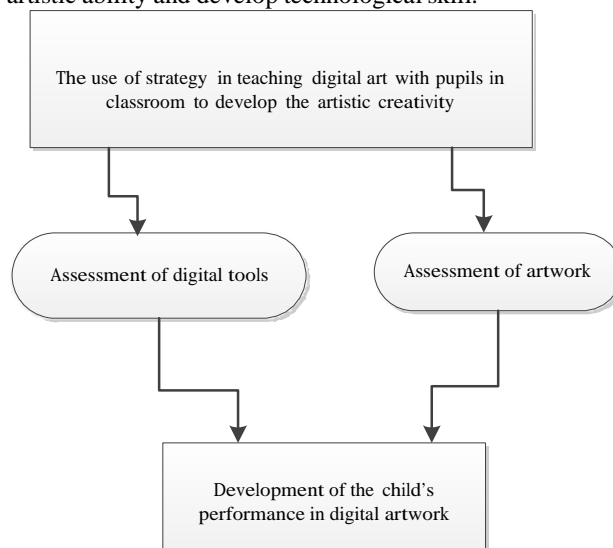 artistic ability and develop technological skill.
The use of strategy in teaching digital art with pupils in
classroom to develop the artistic creativity
Assessment of digital tools
Assessment of artwork
Development of the child's
performance in digital artwork